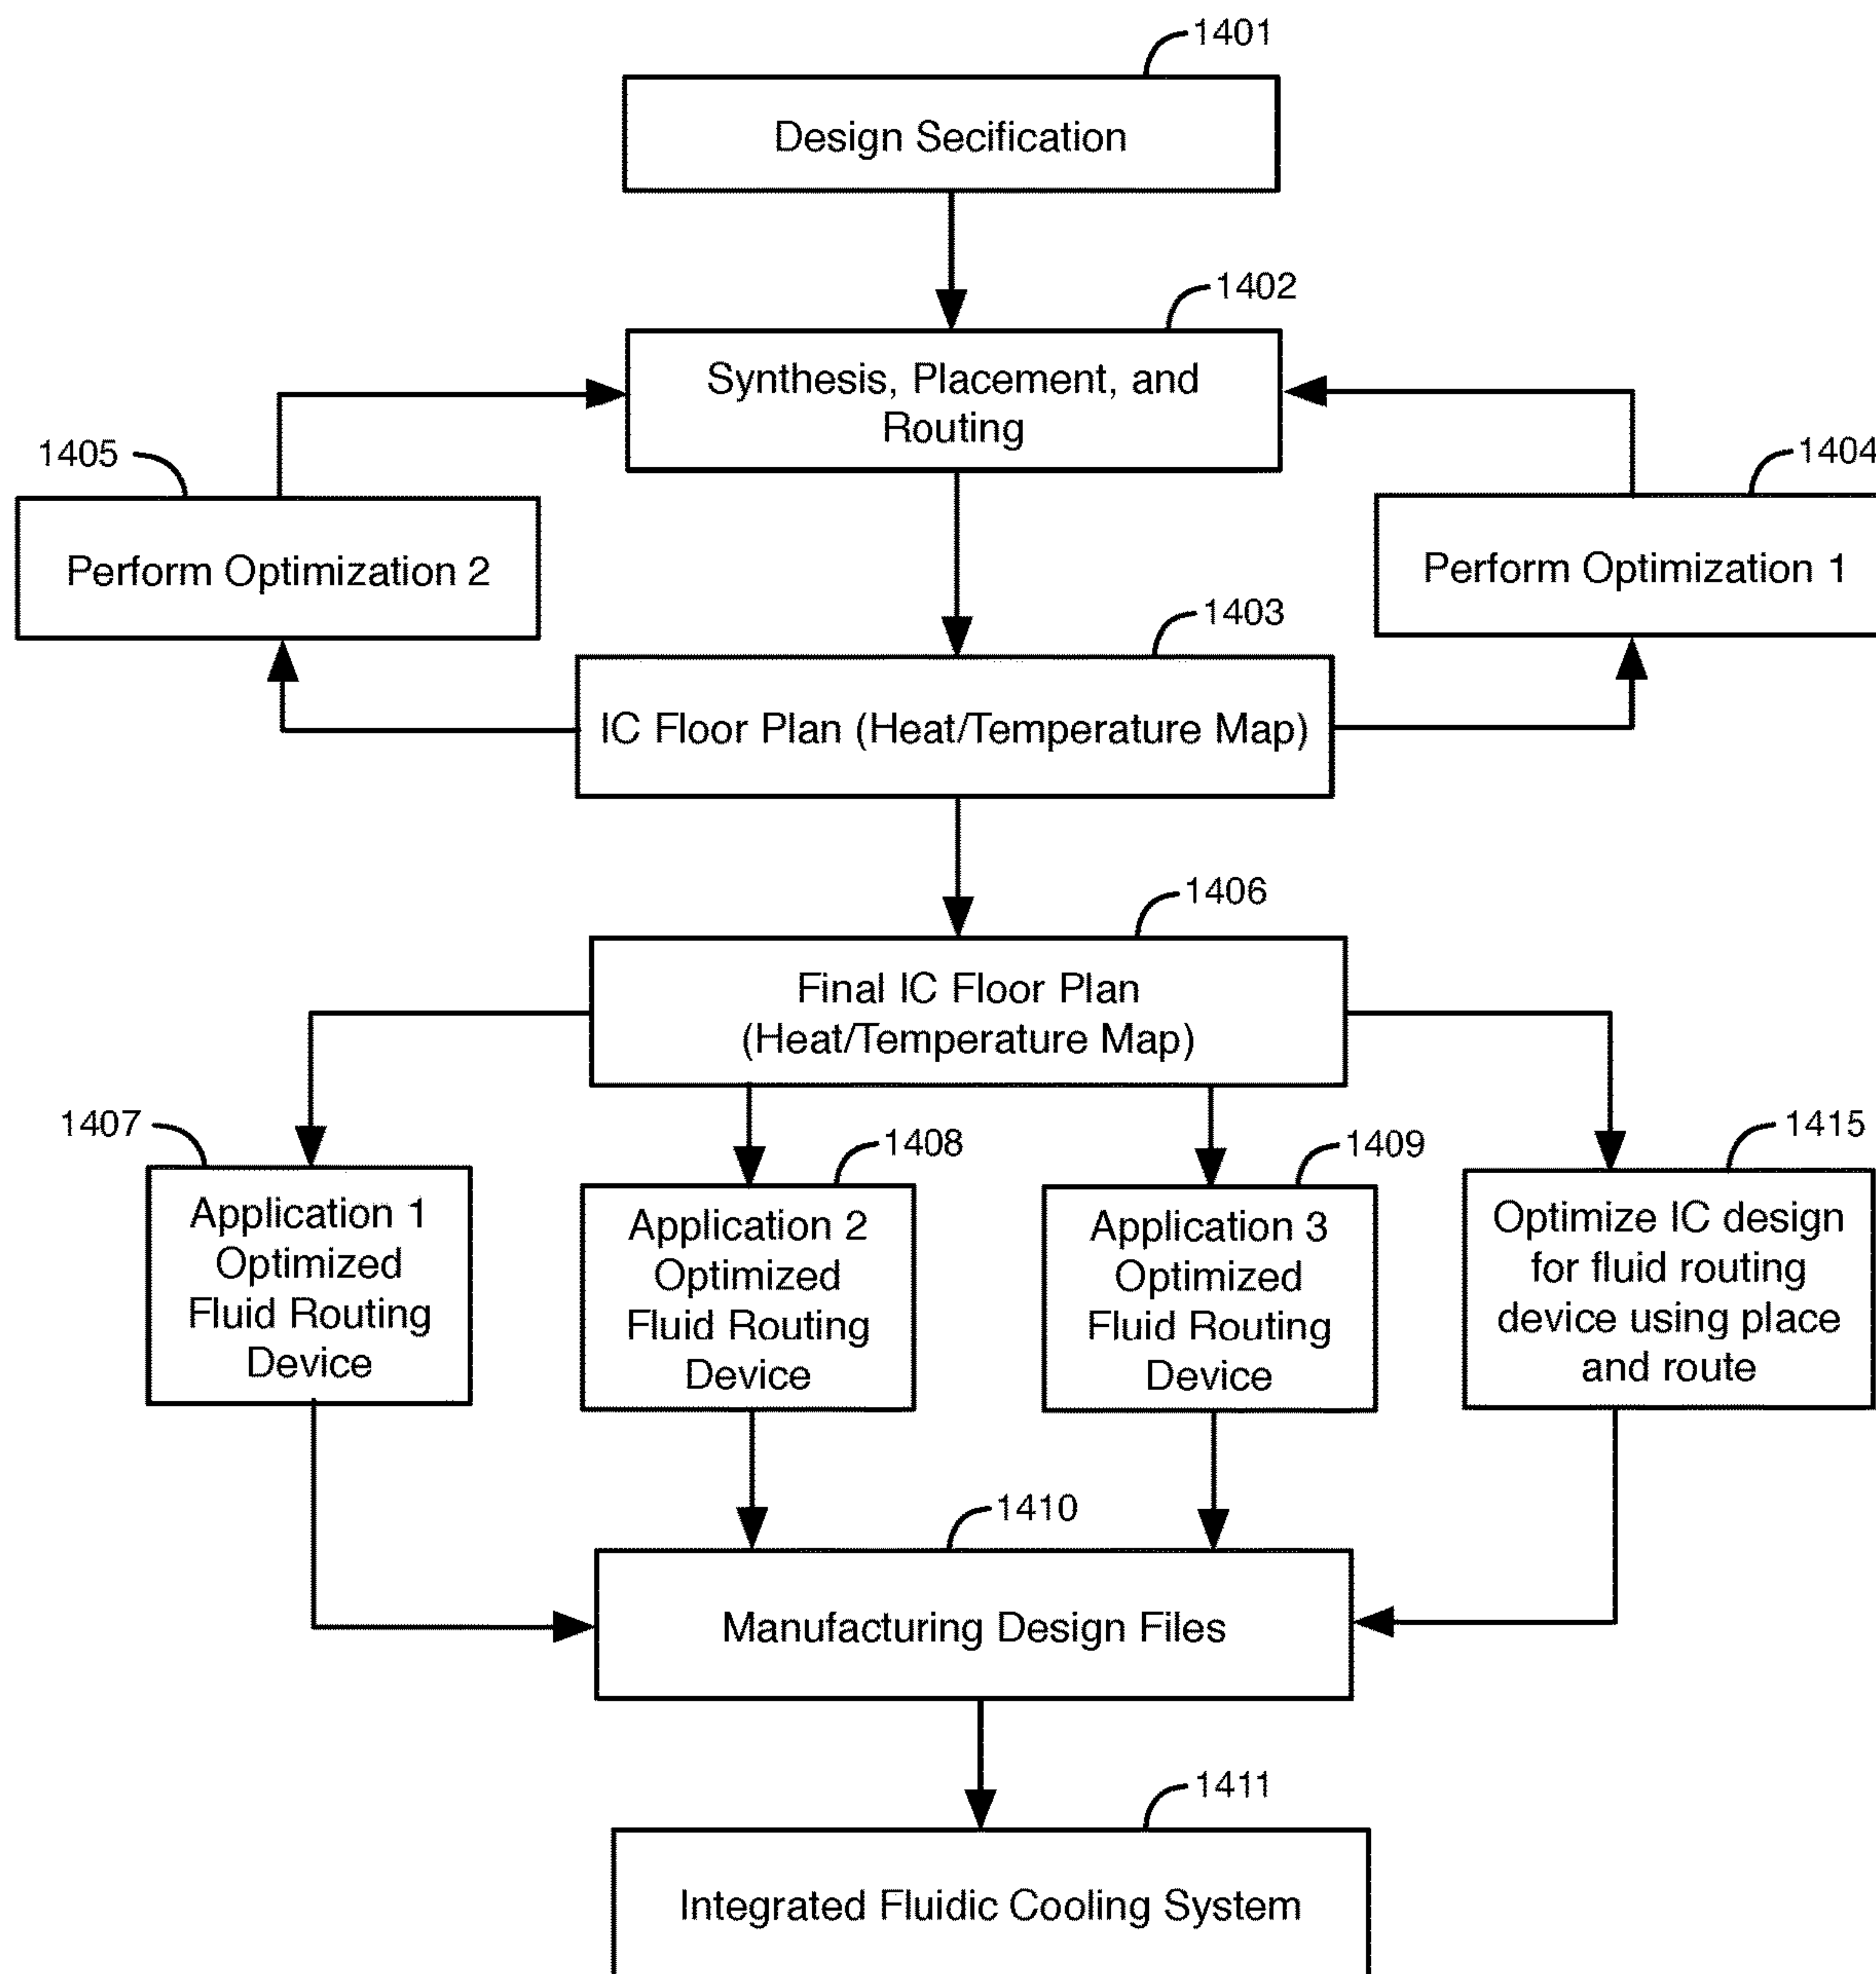 1401
Design Secification
1402
Synthesis, Placement, and
Routing
1405
Perform Optimization 2
1404
Perform Optimization 1
1403
IC Floor Plan (Heat/Temperature Map)
1406
Final IC Floor Plan
(Heat/Temperature Map)
1407
Application 1
Optimized
Fluid Routing
Device
1408
Application 2
Optimized
Fluid Routing
Device
1409
Application 3
Optimized
Fluid Routing
Device
1415
Optimize IC design
for fluid routing
device using place
and route
1410
Manufacturing Design Files
1411
Integrated Fluidic Cooling System